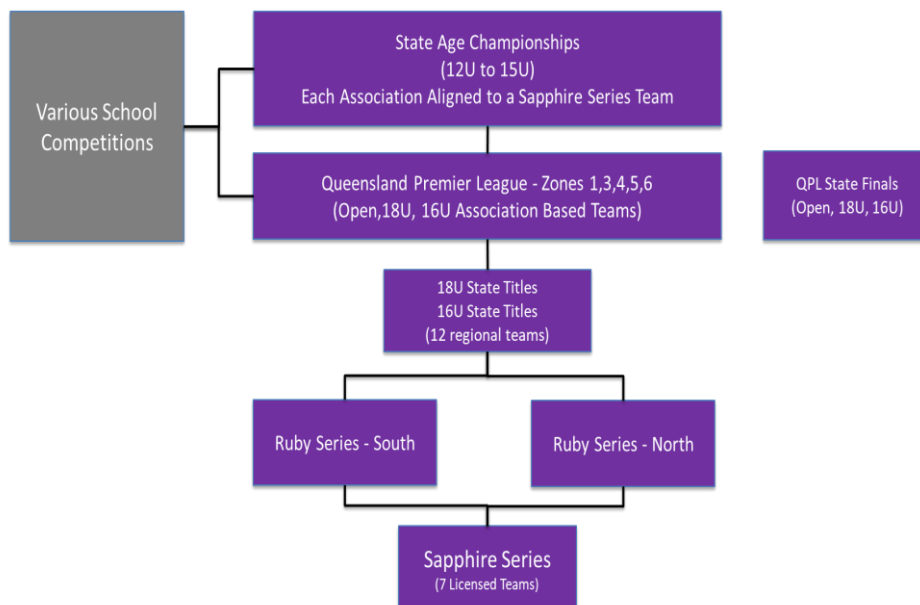 State Age Championships
(12U to 15U)
Each Association Aligned to a Sapphire Series Team
Various School
Competitions
Queensland Premier League - Zones 1,3,4,5,6
(Open,18U, 16U Association Based Teams)
QPL State Finals
(Open, 18U, 16U)
18U State Titles
16U State Titles
(12 regional teams)
Ruby Series - South
Ruby Series - North
Sapphire Series
(7 Licensed Teams)